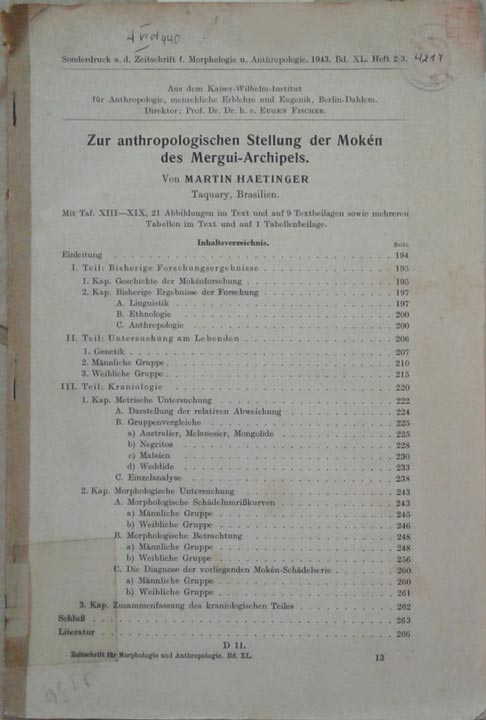 A vid 440
Sonderdruck a. d. Zeitschrift f. Morphologie u. Anthropologie. 1943. Bd. XL. Heft 2/3. 4217
Aus dem Kaiser-Wilhelm-Institut
für Anthropologie, menschliche Erblehre und Eugenik, Berlin-Dahlem.
Direktor: Prof. Dr. Dr. h. c. EUGEN FISCHER.
Zur anthropologischen Stellung der Mokén
des Mergui-Archipels.
Von MARTIN HAETINGER
Taquary, Brasilien.
Mit Taf. XIII—XIX, 21 Abbildungen im Text und auf 9 Textbeilagen sowie mehreren
Tabellen im Text und auf 1 Tabellenbeilage.
Inhaltsverzeichnis. Seite
Einleitung . . . . . . . . . . 194
I. Teil: Bisherige Forschungsergebnisse . . . . . . . . . . 195
1. Kap. Geschichte der Mokénforschung . . . . . . . . . . 195
2. Kap. Bisherige Ergebnisse der Forschung . . . . . . . . . . 197
A. Linguistik . . . . . . . . . . 197
B. Ethnologie . . . . . . . . . . 200
C. Anthropologie . . . . . . . . . . 200
II. Teil: Untersuchung am Lebenden . . . . . . . . . . 206
1. Genetik . . . . . . . . . . 207
2. Männliche Gruppe . . . . . . . . . . 210
3. Weibliche Gruppe . . . . . . . . . . 215
III. Teil: Kraniologie . . . . . . . . . . 220
1. Kap. Metrische Untersuchung . . . . . . . . . . 222
A. Darstellung der relativen Abweichung . . . . . . . . . . 224
B. Gruppenvergleiche . . . . . . . . . . 225
a) Australier, Melanesier, Mongolide . . . . . . . . . . 225
b) Negritos . . . . . . . . . . 228
c) Malaien . . . . . . . . . . 230
d) Weddide . . . . . . . . . . 233
C. Einzelanalyse . . . . . . . . . . 238
2. Kap. Morphologische Untersuchung . . . . . . . . . . 243
A. Morphologische Schädelumrißkurven . . . . . . . . . . 243
a) Männliche Gruppe . . . . . . . . . . 245
b) Weibliche Gruppe . . . . . . . . . . 246
B. Morphologische Betrachtung . . . . . . . . . . 248
a) Männliche Gruppe . . . . . . . . . . 248
b) Weibliche Gruppe . . . . . . . . . . 256
C. Die Diagnose der vorliegenden Mokén-Schädelserie . . . . . . . . . . 260
a) Männliche Gruppe . . . . . . . . . . 260
b) Weibliche Gruppe . . . . . . . . . . 261
3. Kap. Zusammenfassung des kraniologischen Teiles . . . . . . . . . . 262
Schluß . . . . . . . . . . 263
Literatur . . . . . . . . . . 266
D II.
Zeitschrift für Morphologie und Anthropologie. Bd. XL. 13